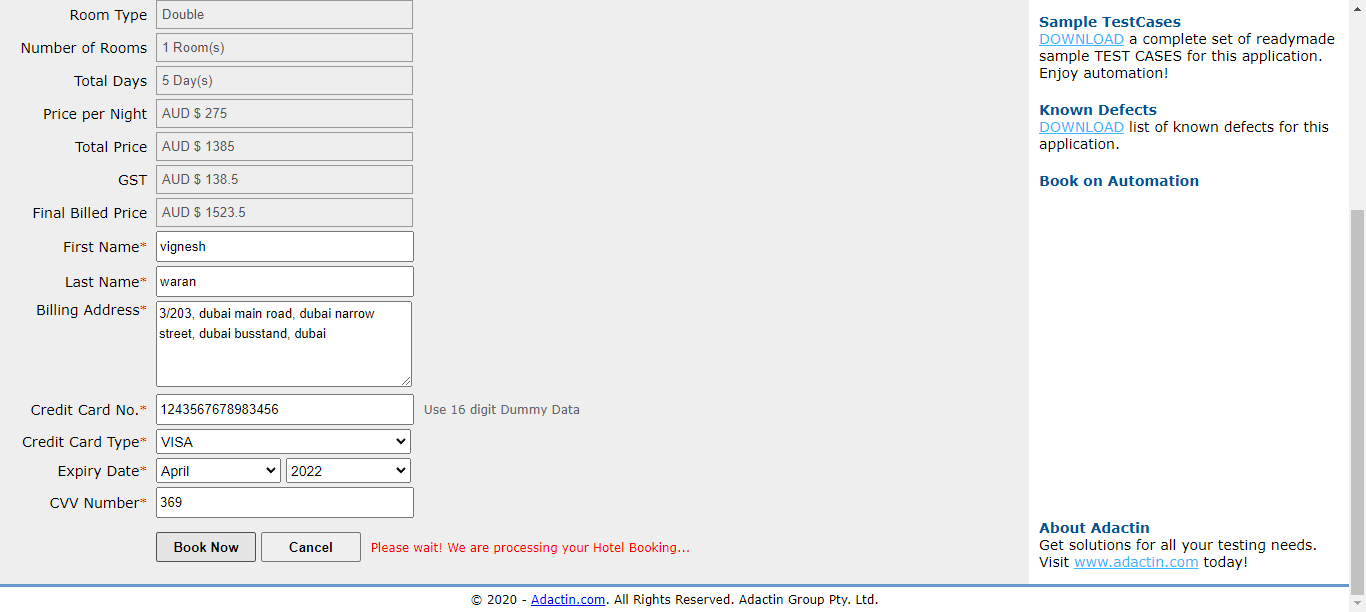 Room Type Double
Number of Rooms 1 Room(s)
Total Days 5 Day(s)
Price per Night AUD $ 275
Total Price AUD $ 1385
GST AUD $ 138.5
Final Billed Price AUD $ 1523.5
First Name* vignesh
Last Name* waran
Billing Address* 3/203, dubai main road, dubai narrow
street, dubai busstand, dubai
Credit Card No.* 1243567678983456 Use 16 digit Dummy Data
Credit Card Type* VISA
Expiry Date* April 2022
CVV Number* 369
Book Now Cancel Please wait! We are processing your Hotel Booking...
Sample TestCases
DOWNLOAD a complete set of readymade
sample TEST CASES for this application.
Enjoy automation!
Known Defects
DOWNLOAD list of known defects for this
application.
Book on Automation
About Adactin
Get solutions for all your testing needs.
Visit www.adactin.com today!
© 2020 - Adactin.com. All Rights Reserved. Adactin Group Pty. Ltd.